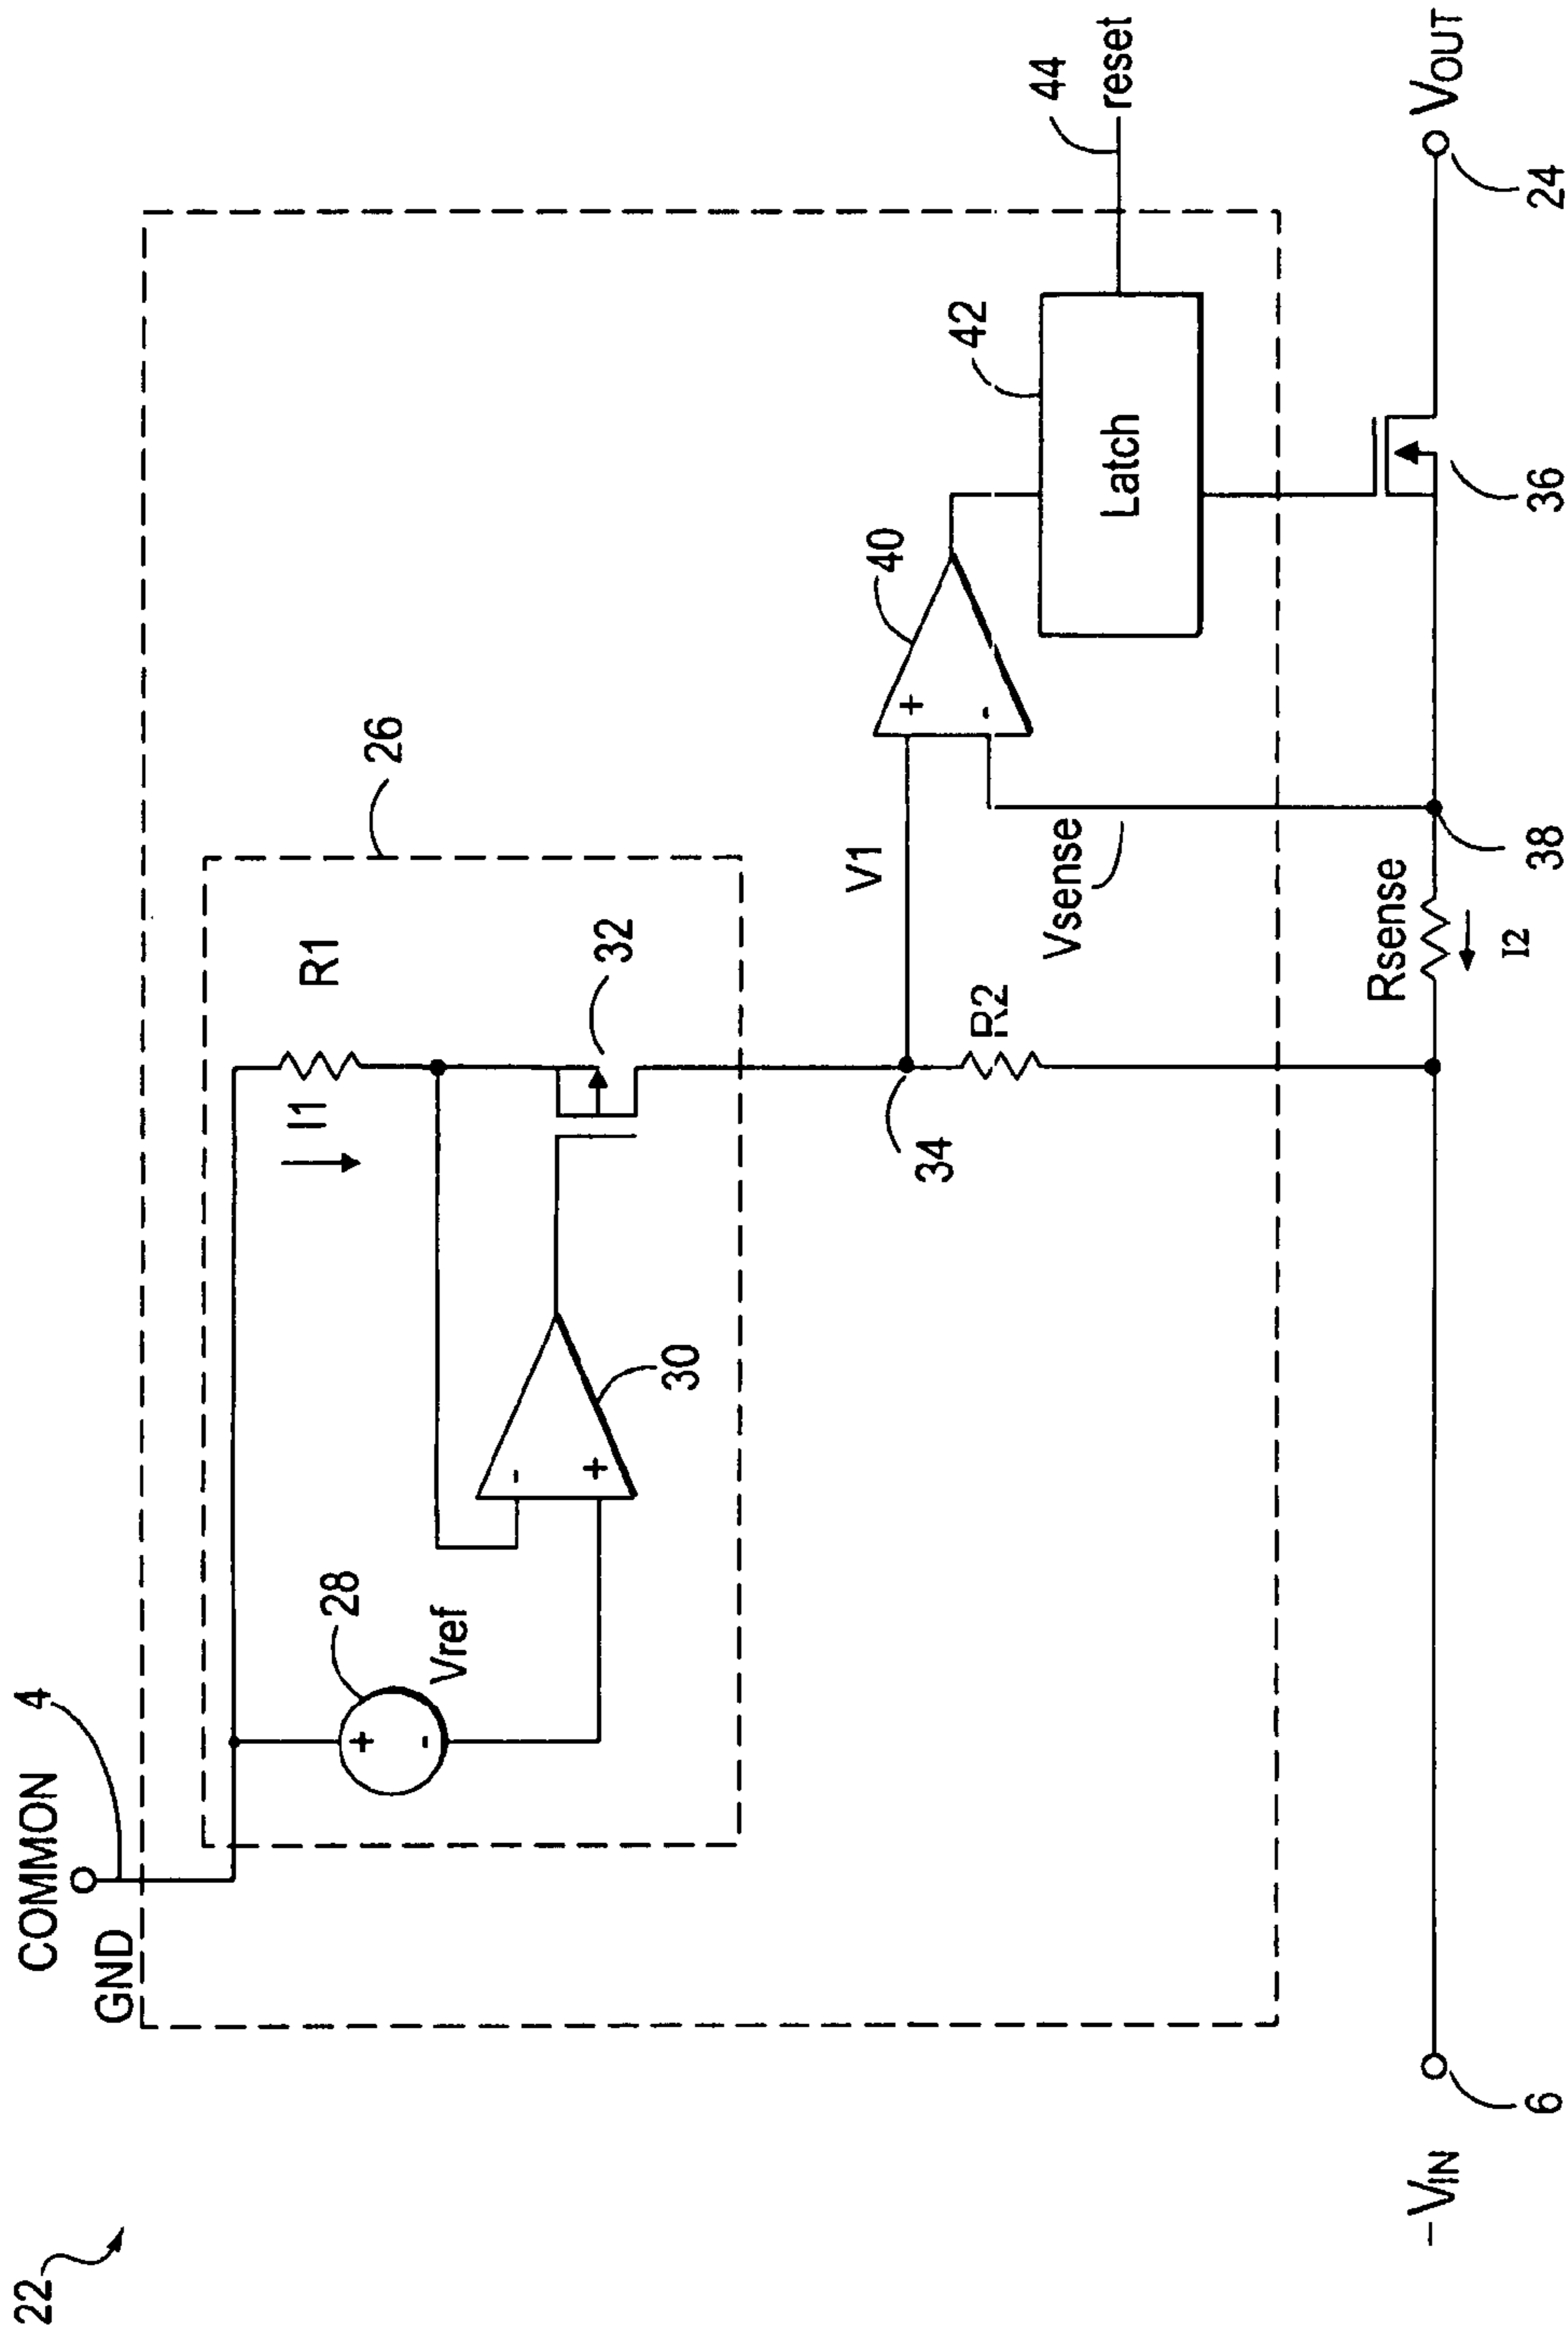 22
COMMON
4
GND
28
+
-
Vref
30
-
+
I1
R1
26
32
34
V1
R2
40
+
-
Vsense
42
Latch
44
reset
-VIN
6
Rsense
I2
38
36
24
VOUT